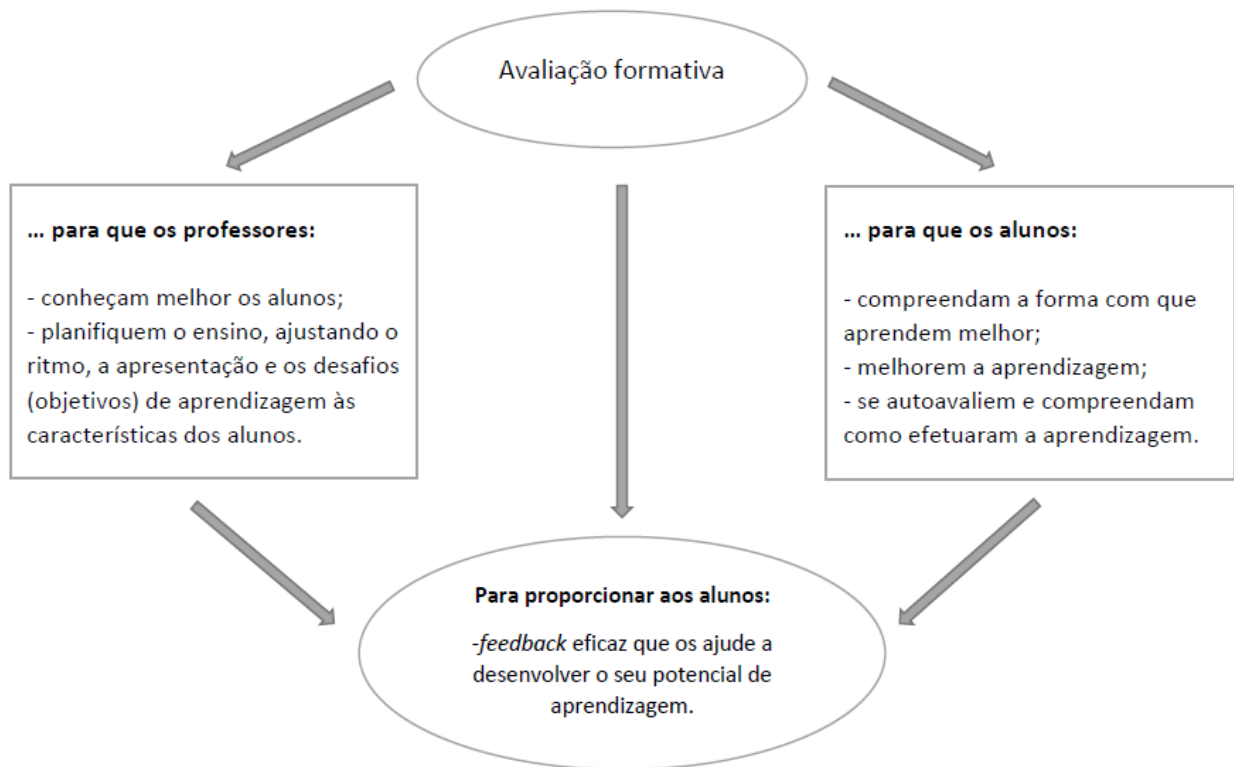 Avaliação formativa
... para que os professores:
- conheçam melhor os alunos;
- planifiquem o ensino, ajustando o
ritmo, a apresentação e os desafios
(objetivos) de aprendizagem às
características dos alunos.
... para que os alunos:
- compreendam a forma com que
aprendem melhor;
- melhorem a aprendizagem;
- se autoavaliem e compreendam
como efetuaram a aprendizagem.
Para proporcionar aos alunos:
-feedback eficaz que os ajude a
desenvolver o seu potencial de
aprendizagem.